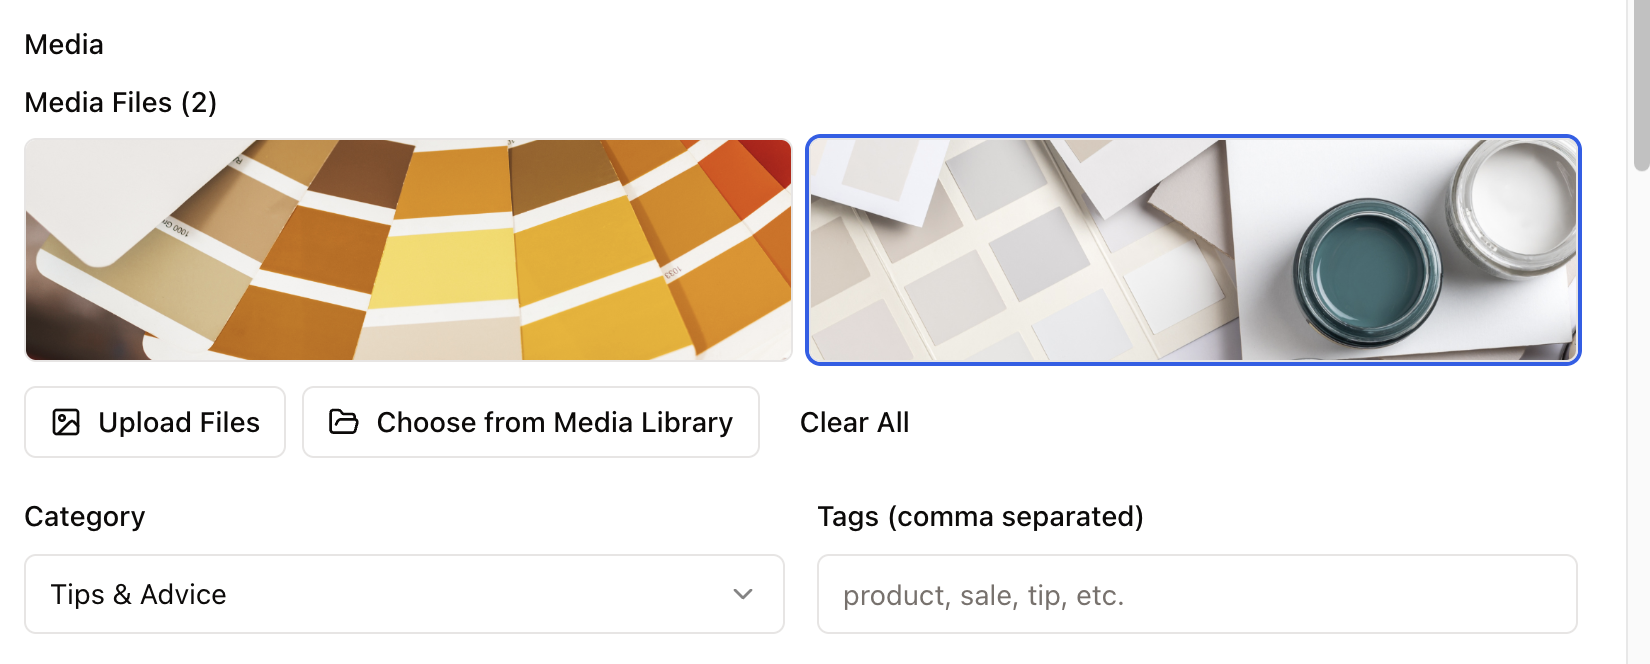 Media
Media Files (2)
1033
Upload Files
Choose from Media Library
Clear All
Category
Tags (comma separated)
Tips & Advice
product, sale, tip, etc.